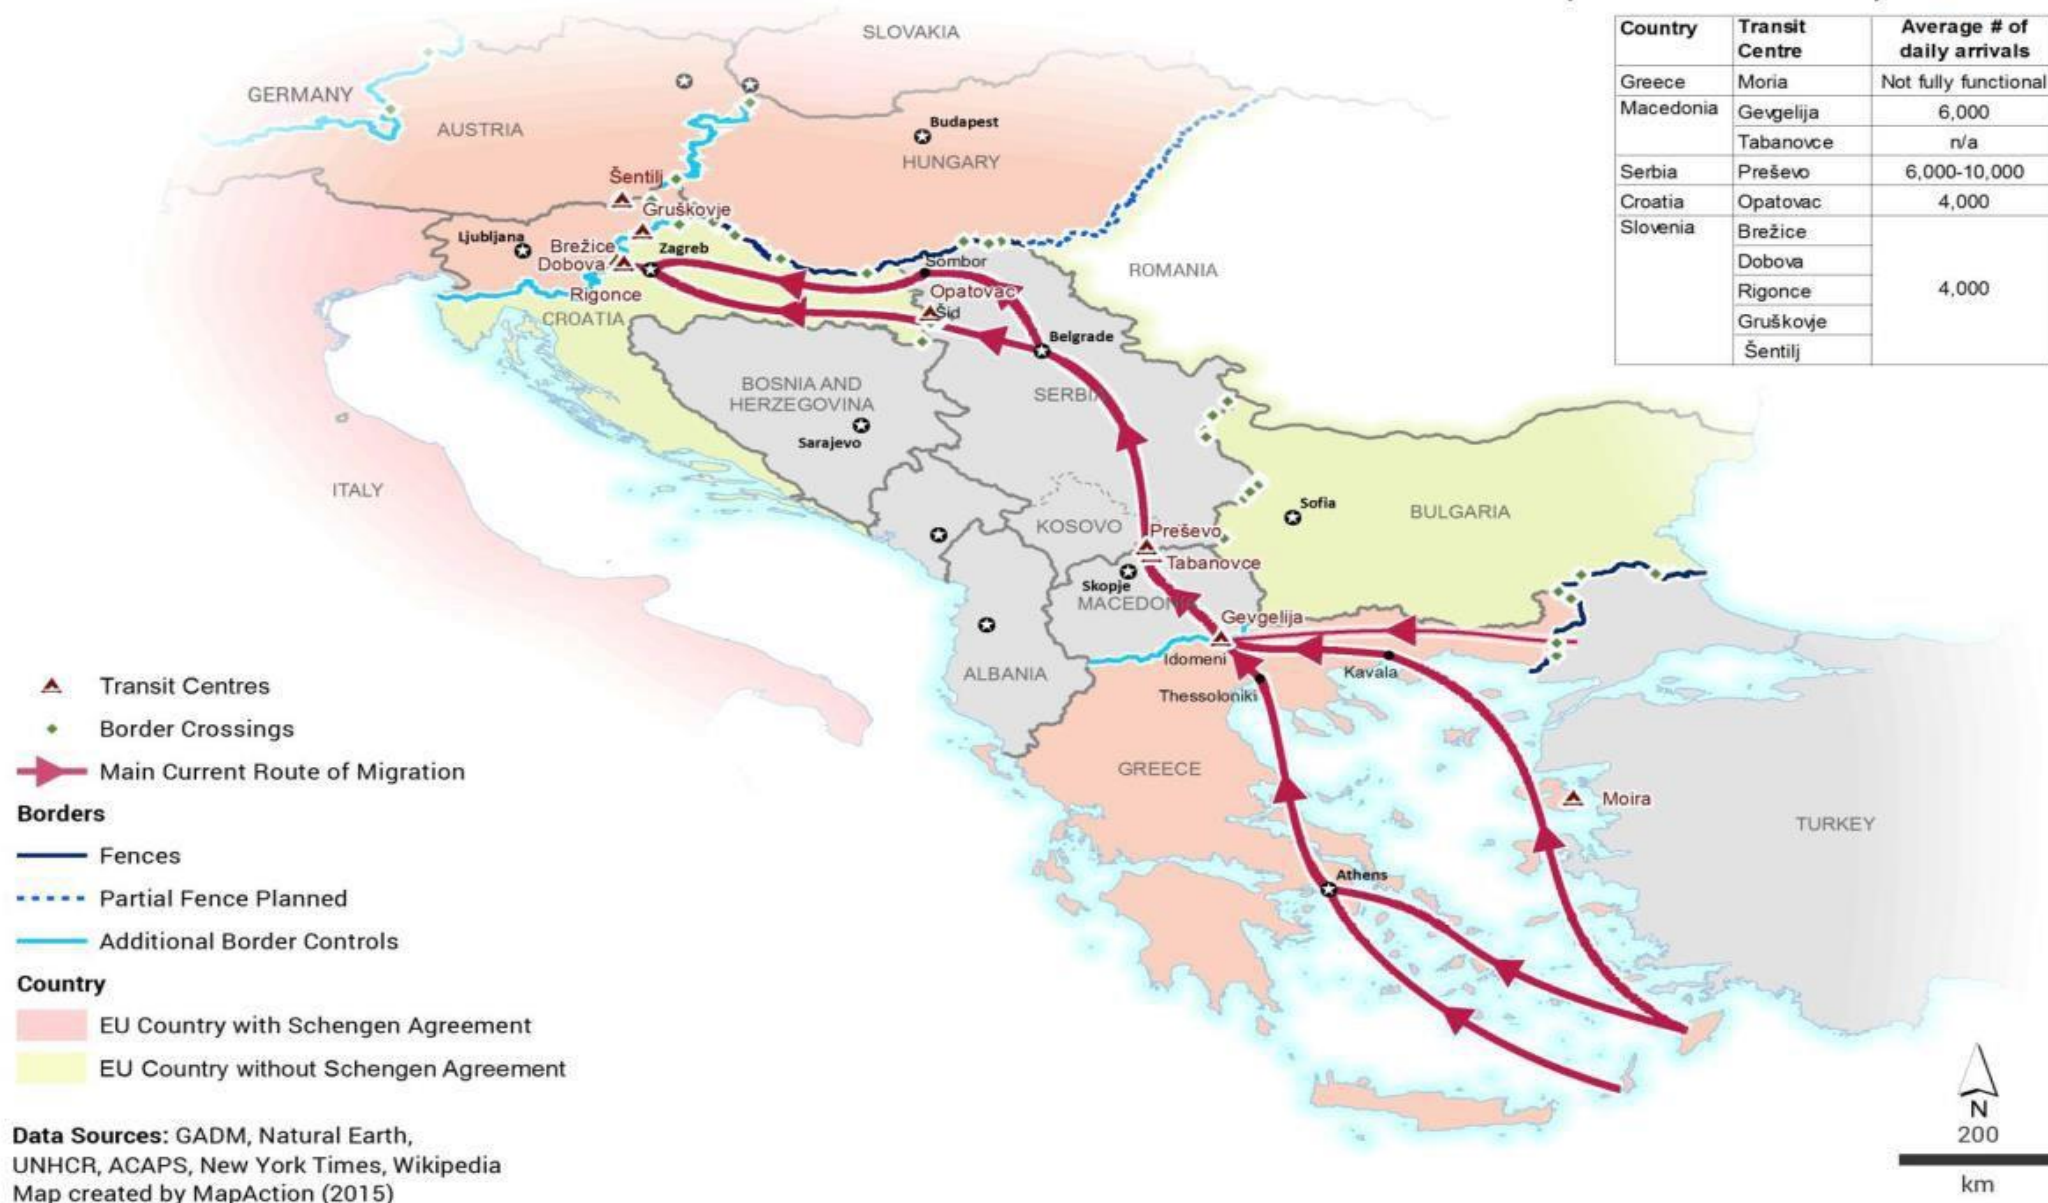 Country Transit Centre Average # of daily arrivals
Greece Moria Not fully functional
Macedonia Gevgelija 6,000
Tabanovce n/a
Serbia Preševo 6,000-10,000
Croatia Opatovac 4,000
Slovenia Brežice
Dobova
Rigonce 4,000
Gruškovje
Šentilj
SLOVAKIA
GERMANY
AUSTRIA
Budapest
HUNGARY
Šentilj
Gruškovje
Ljubljana
Brežice
Zagreb
Dobova
Sombor
ROMANIA
Rigonce
Opatovac
Šid
CROATIA
Belgrade
BOSNIA AND
HERZEGOVINA
SERBIA
Sarajevo
ITALY
Sofia
BULGARIA
KOSOVO
Preševo
Tabanovce
Skopje
MACEDONIA
Gevgelija
Idomeni
Kavala
ALBANIA
Thessoloniki
GREECE
Moira
TURKEY
Athens
Transit Centres
Border Crossings
Main Current Route of Migration
Borders
Fences
Partial Fence Planned
Additional Border Controls
Country
EU Country with Schengen Agreement
EU Country without Schengen Agreement
Data Sources: GADM, Natural Earth,
UNHCR, ACAPS, New York Times, Wikipedia
Map created by MapAction (2015)
N
200
km